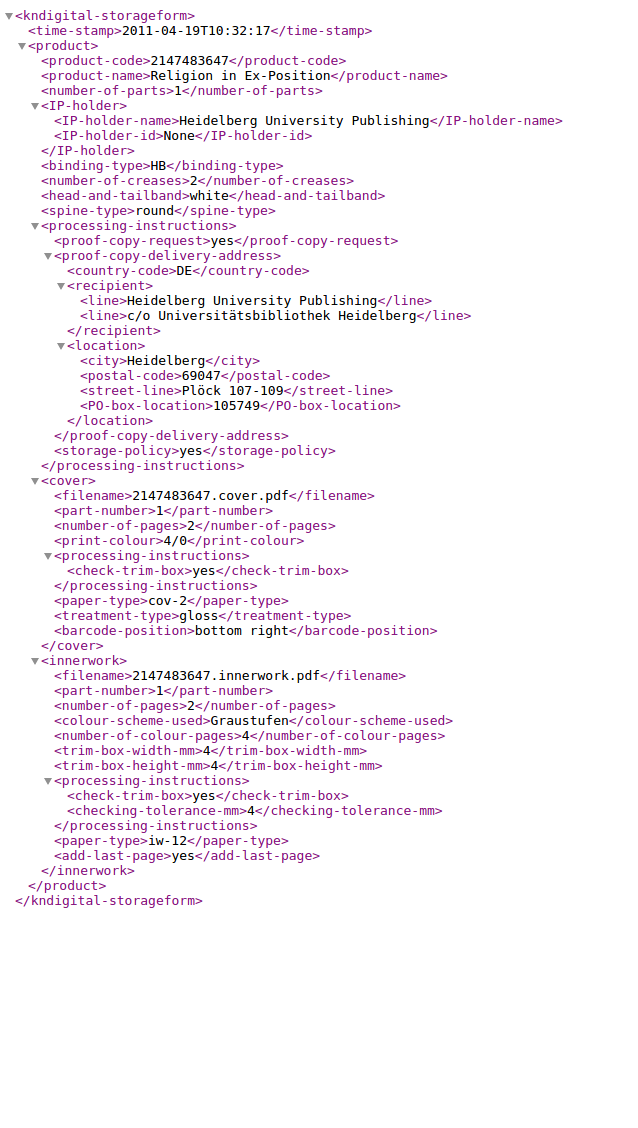 <kndigital-storageform>
<time-stamp>2011-04-19T10:32:17</time-stamp>
<product>
<product-code>2147483647</product-code>
<product-name>Religion in Ex-Position</product-name>
<number-of-parts>1</number-of-parts>
<IP-holder>
<IP-holder-name>Heidelberg University Publishing</IP-holder-name>
<IP-holder-id>None</IP-holder-id>
</IP-holder>
<binding-type>HB</binding-type>
<number-of-creases>2</number-of-creases>
<head-and-tailband>white</head-and-tailband>
<spine-type>round</spine-type>
<processing-instructions>
<proof-copy-request>yes</proof-copy-request>
<proof-copy-delivery-address>
<country-code>DE</country-code>
<recipient>
<line>Heidelberg University Publishing</line>
<line>c/o Universitätsbibliothek Heidelberg</line>
</recipient>
<location>
<city>Heidelberg</city>
<postal-code>69047</postal-code>
<street-line>Plöck 107-109</street-line>
<PO-box-location>105749</PO-box-location>
</location>
</proof-copy-delivery-address>
<storage-policy>yes</storage-policy>
</processing-instructions>
<cover>
<filename>2147483647.cover.pdf</filename>
<part-number>1</part-number>
<number-of-pages>2</number-of-pages>
<print-colour>4/0</print-colour>
<processing-instructions>
<check-trim-box>yes</check-trim-box>
</processing-instructions>
<paper-type>cov-2</paper-type>
<treatment-type>gloss</treatment-type>
<barcode-position>bottom right</barcode-position>
</cover>
<innerwork>
<filename>2147483647.innerwork.pdf</filename>
<part-number>1</part-number>
<number-of-pages>2</number-of-pages>
<colour-scheme-used>Graustufen</colour-scheme-used>
<number-of-colour-pages>4</number-of-colour-pages>
<trim-box-width-mm>4</trim-box-width-mm>
<trim-box-height-mm>4</trim-box-height-mm>
<processing-instructions>
<check-trim-box>yes</check-trim-box>
<checking-tolerance-mm>4</checking-tolerance-mm>
</processing-instructions>
<paper-type>iw-12</paper-type>
<add-last-page>yes</add-last-page>
</innerwork>
</product>
</kndigital-storageform>